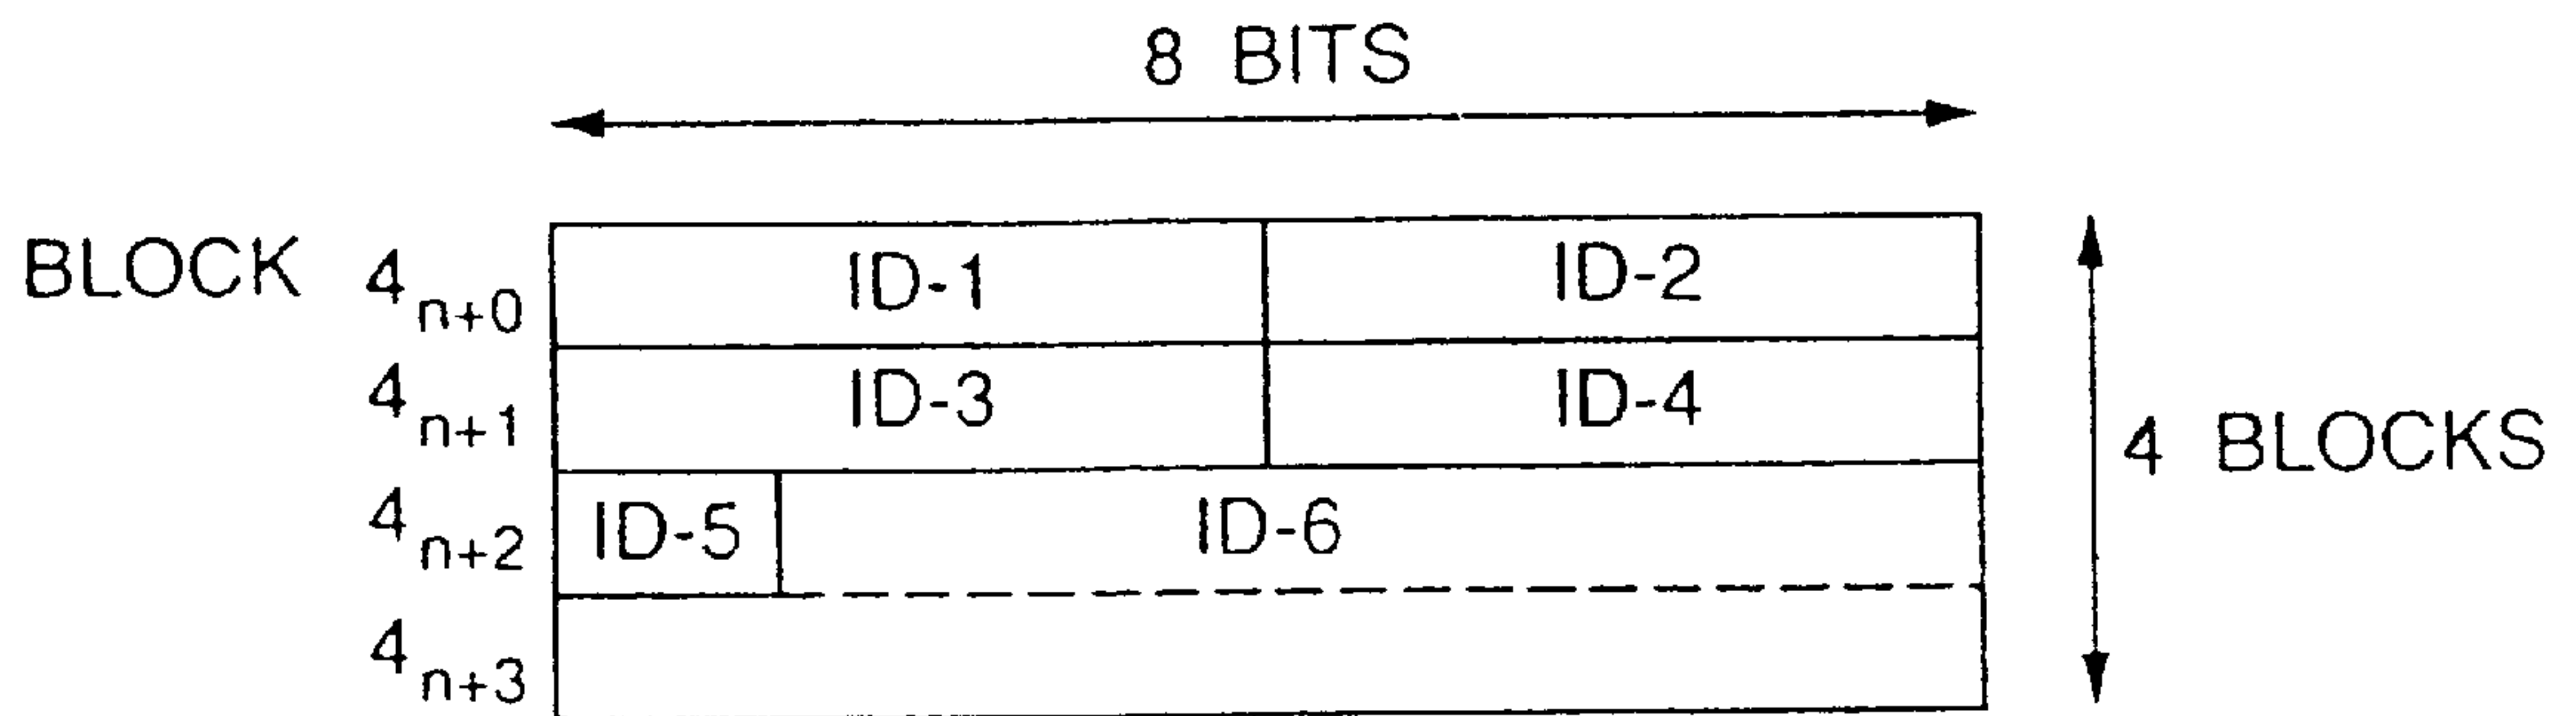 8 BITS
BLOCK 4n+0 ID-1 ID-2
4n+1 ID-3 ID-4
4n+2 ID-5 ID-6
4n+3
4 BLOCKS